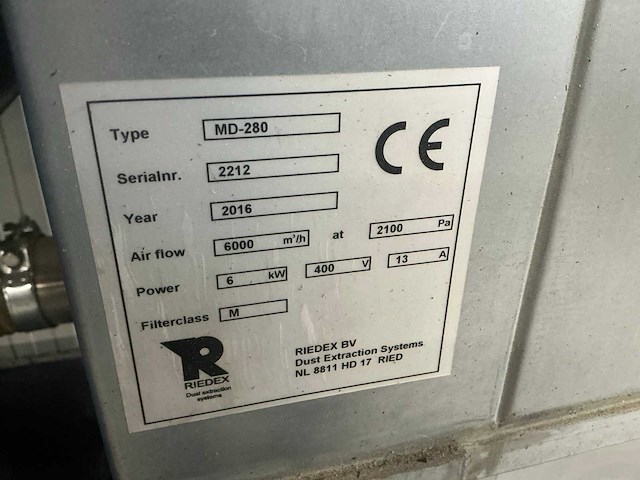 Type MD-280
CE
Serialnr. 2212
Year 2016
Air flow 6000 m³/h at 2100 Pa
Power 6 kW 400 V 13 A
Filterclass M
R
RIEDEX
Dual extraction
systems
RIEDEX BV
Dust Extraction Systems
NL 8811 HD 17 RIED